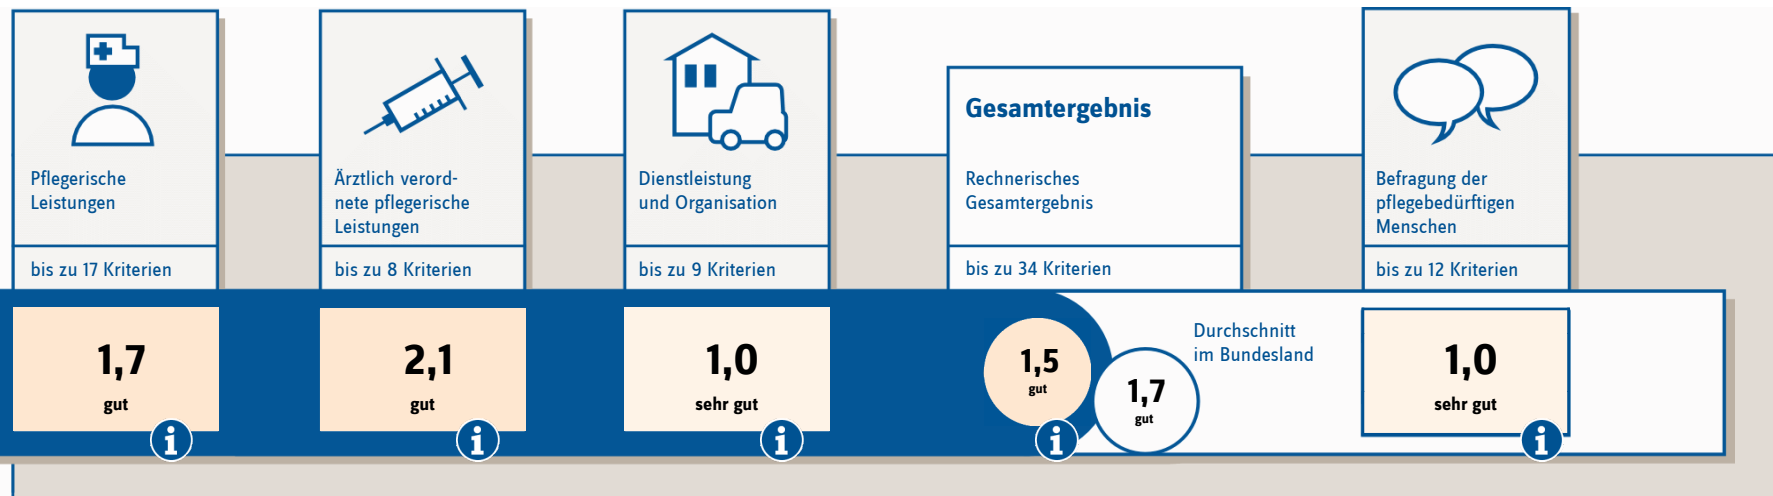 Pflegerische
Leistungen
bis zu 17 Kriterien
1,7
gut
i
Ärztlich verord-
nete pflegerische
Leistungen
bis zu 8 Kriterien
2,1
gut
i
Dienstleistung
und Organisation
bis zu 9 Kriterien
1,0
sehr gut
i
Gesamtergebnis
Rechnerisches
Gesamtergebnis
bis zu 34 Kriterien
1,5
gut
i
1,7
gut
Durchschnitt
im Bundesland
Befragung der
pflegebedürftigen
Menschen
bis zu 12 Kriterien
1,0
sehr gut
i